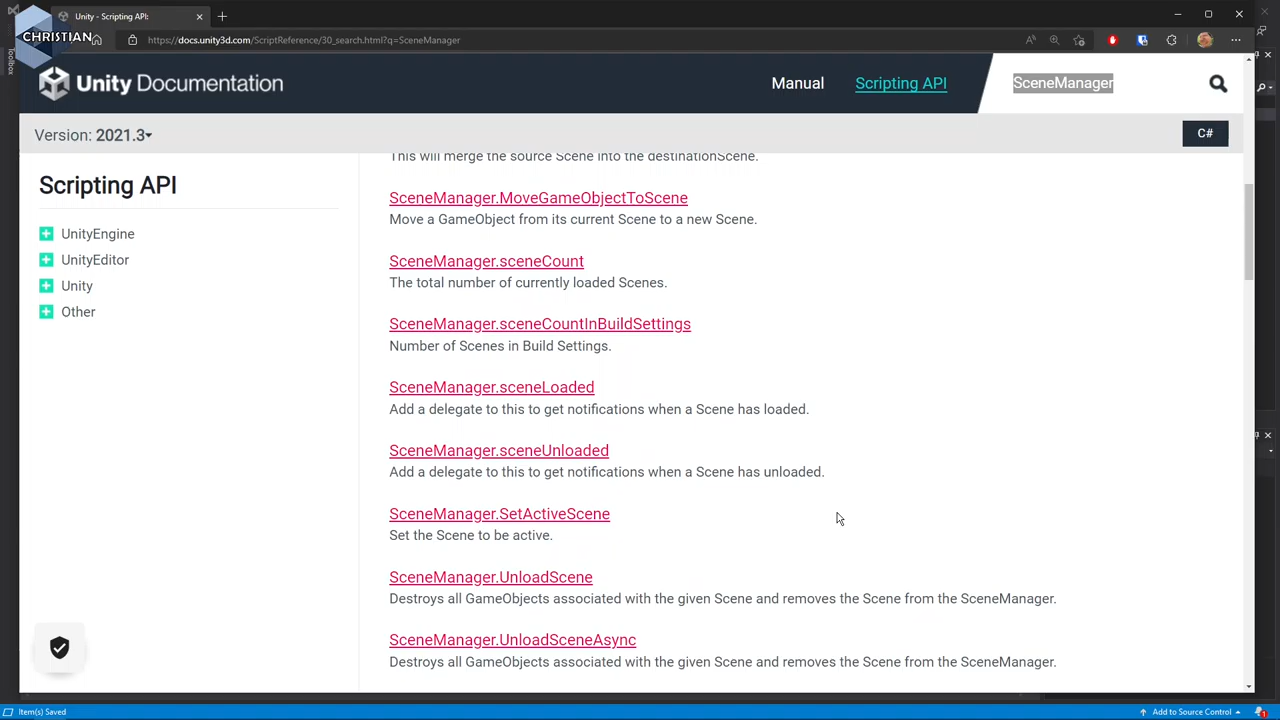 Unity - Scripting API:
CHRISTIAN
Toolbox
https://docs.unity3d.com/ScriptReference/30_search.html?q=SceneManager
Unity Documentation
Manual
Scripting API
SceneManager
Version: 2021.3
C#
Scripting API
UnityEngine
UnityEditor
Unity
Other
This will merge the source Scene into the destinationScene.
SceneManager.MoveGameObjectToScene
Move a GameObject from its current Scene to a new Scene.
SceneManager.sceneCount
The total number of currently loaded Scenes.
SceneManager.sceneCountInBuildSettings
Number of Scenes in Build Settings.
SceneManager.sceneLoaded
Add a delegate to this to get notifications when a Scene has loaded.
SceneManager.sceneUnloaded
Add a delegate to this to get notifications when a Scene has unloaded.
SceneManager.SetActiveScene
Set the Scene to be active.
SceneManager.UnloadScene
Destroys all GameObjects associated with the given Scene and removes the Scene from the SceneManager.
SceneManager.UnloadSceneAsync
Destroys all GameObjects associated with the given Scene and removes the Scene from the SceneManager.
Item(s) Saved
Add to Source Control
1